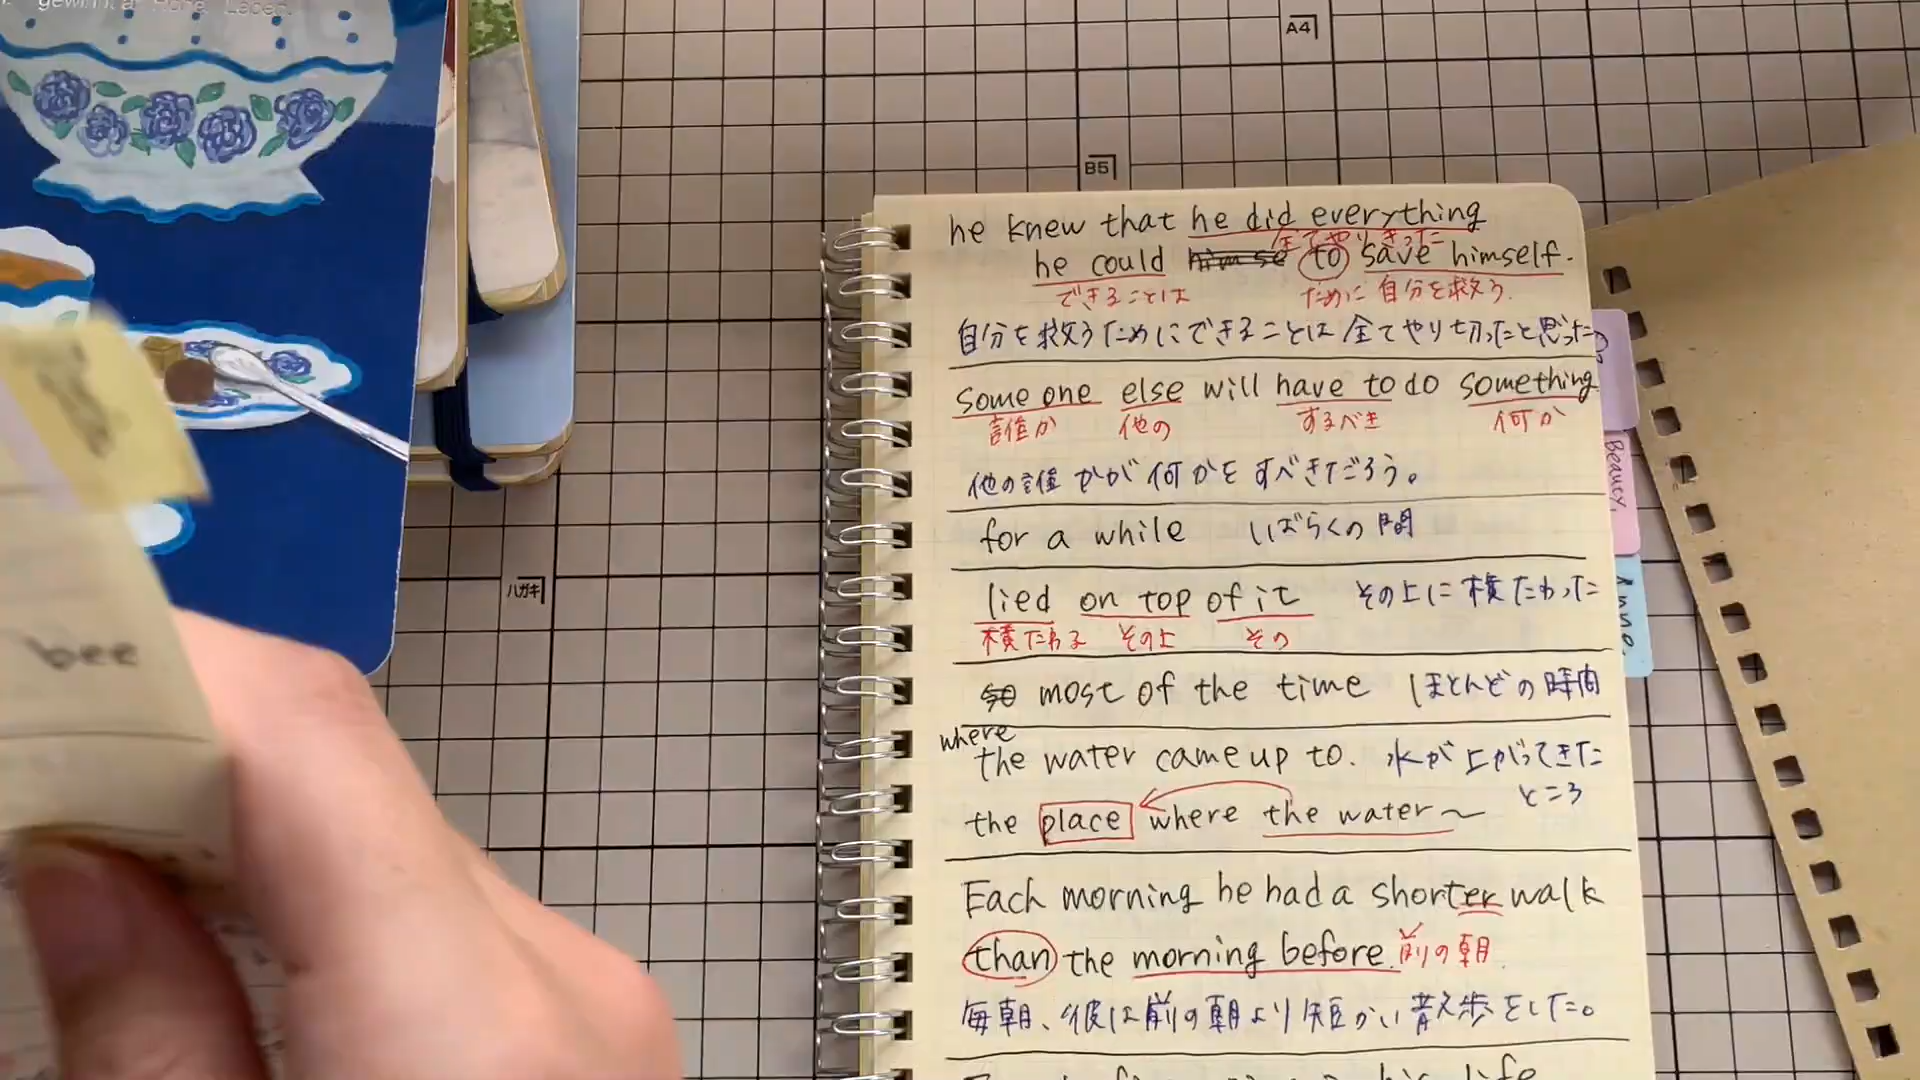 A4
B5
ハガキ
bee
he knew that he did everything
全てやりきった
he could to save himself.
できることは ために 自分を救う.
自分を救うためにできることは全てやり切ったと思った
some one else will have to do something
誰か 他の するべき 何か
他の誰かが何かをすべきだろう。
for a while しばらくの間
lied on top of it その上に横たわった
横たわる その上 その
most of the time ほとんどの時間
where
the water came up to. 水が上がってきた
ところ
the place where the water~
Each morning he had a shorter walk
than the morning before. 前の朝.
毎朝、彼は前の朝より短かい散歩をした。
his life
Beauty
Anne